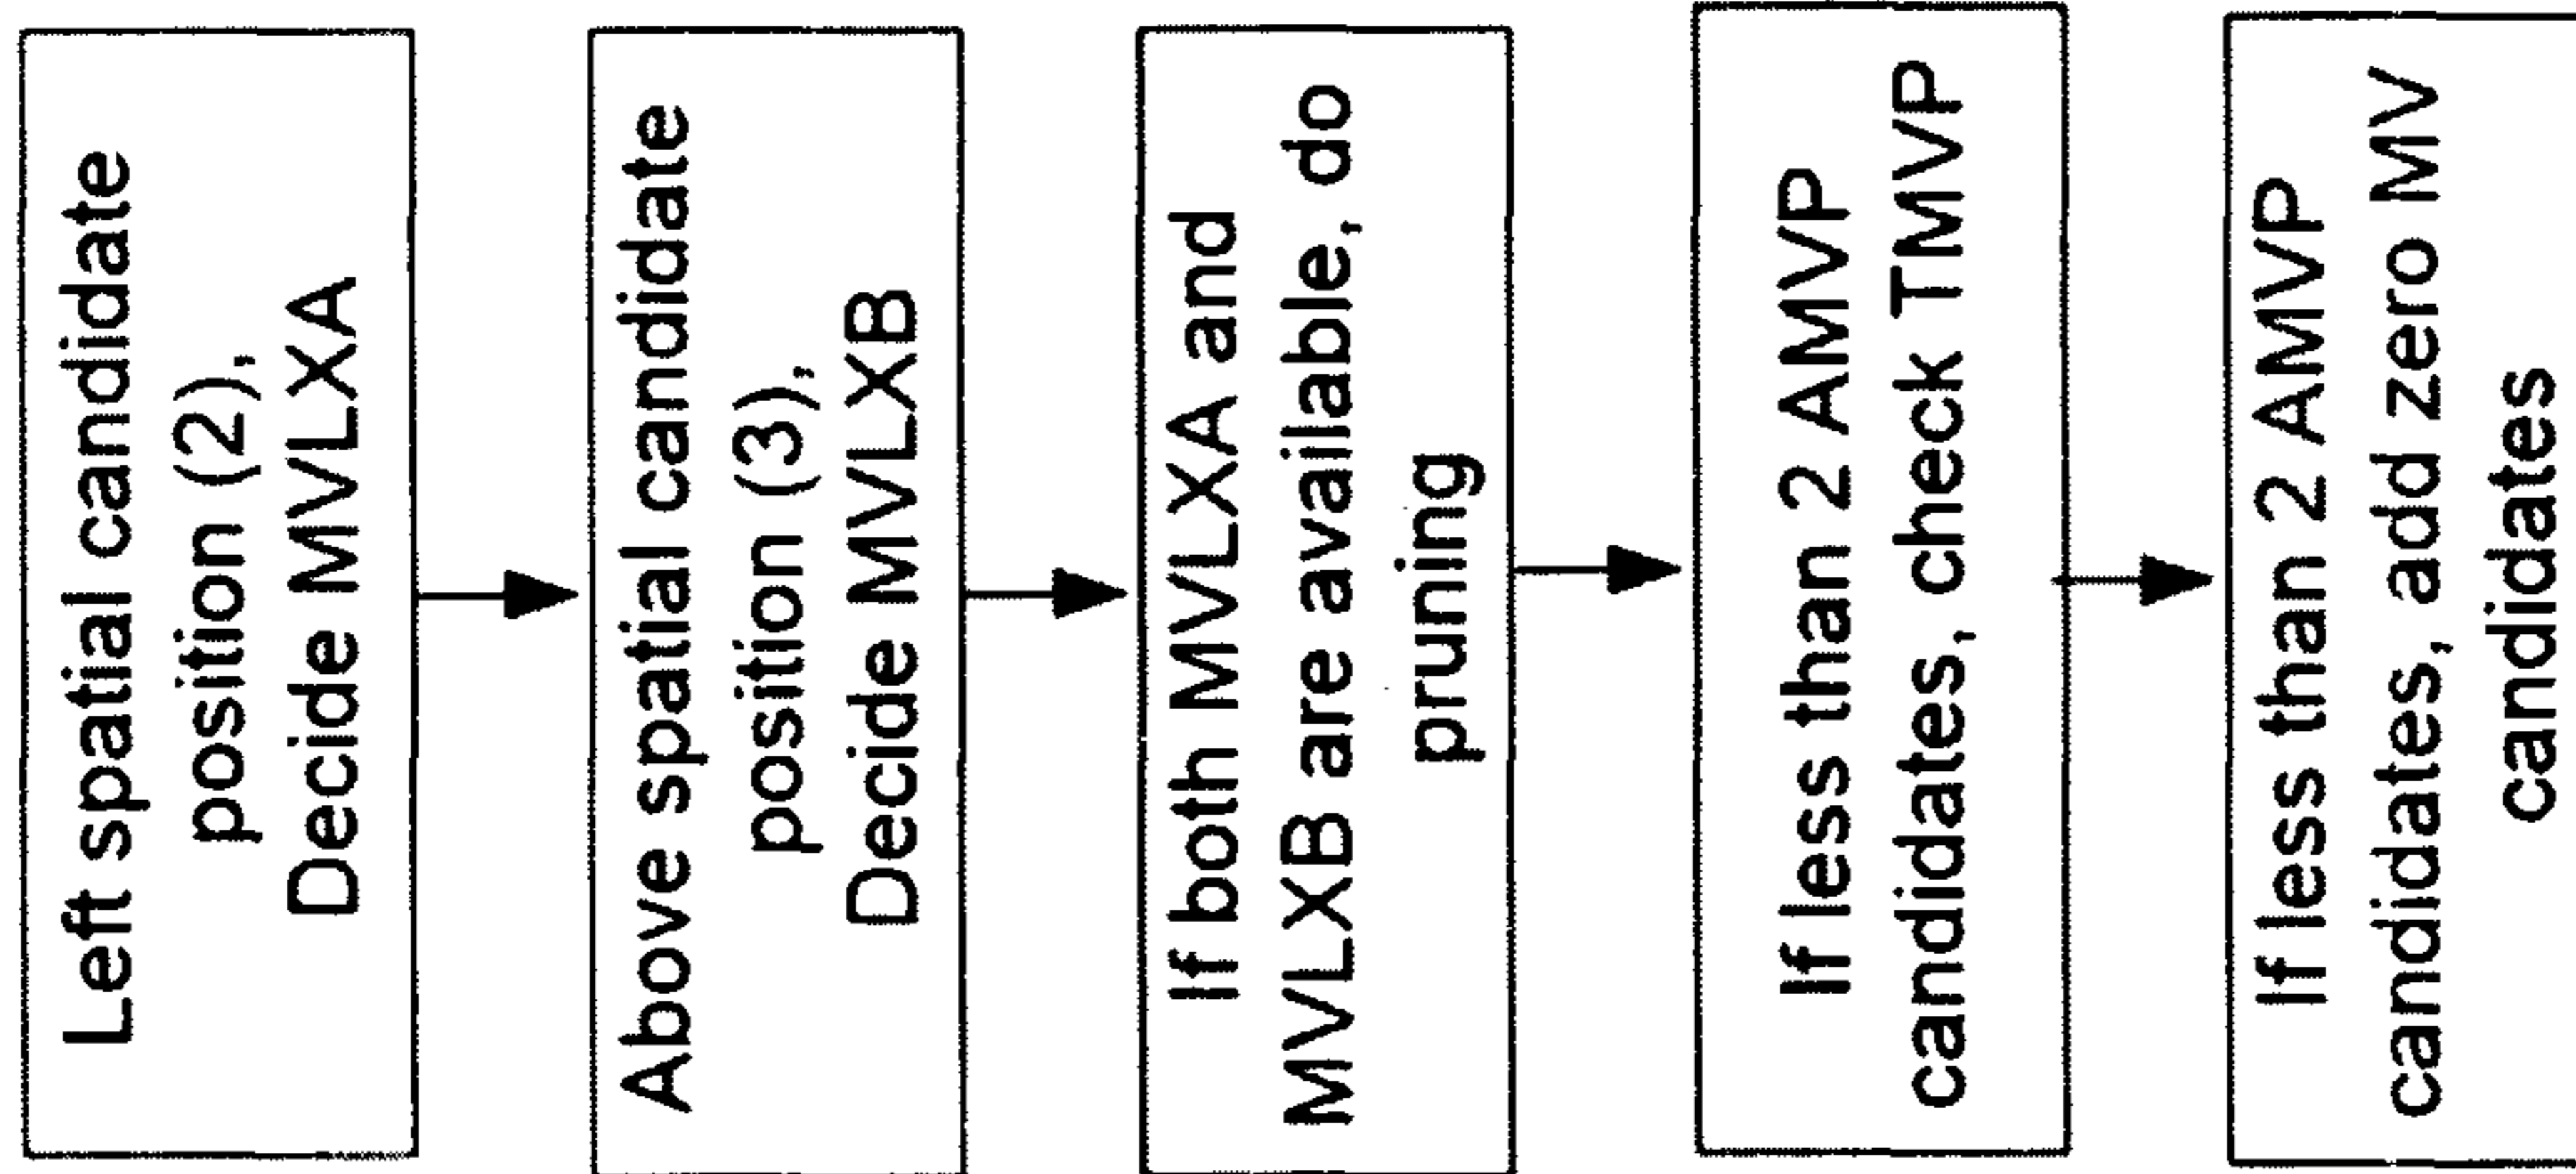 Left spatial candidate
position (2),
Decide MVLXA
Above spatial candidate
position (3),
Decide MVLXB
If both MVLXA and
MVLXB are available, do
pruning
If less than 2 AMVP
candidates, check TMVP
If less than 2 AMVP
candidates, add zero MV
candidates